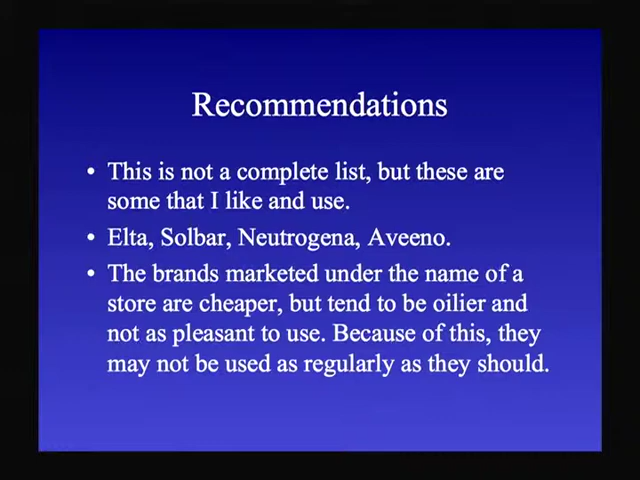 Recommendations
• This is not a complete list, but these are
some that I like and use.
• Elta, Solbar, Neutrogena, Aveeno.
• The brands marketed under the name of a
store are cheaper, but tend to be oilier and
not as pleasant to use. Because of this, they
may not be used as regularly as they should.